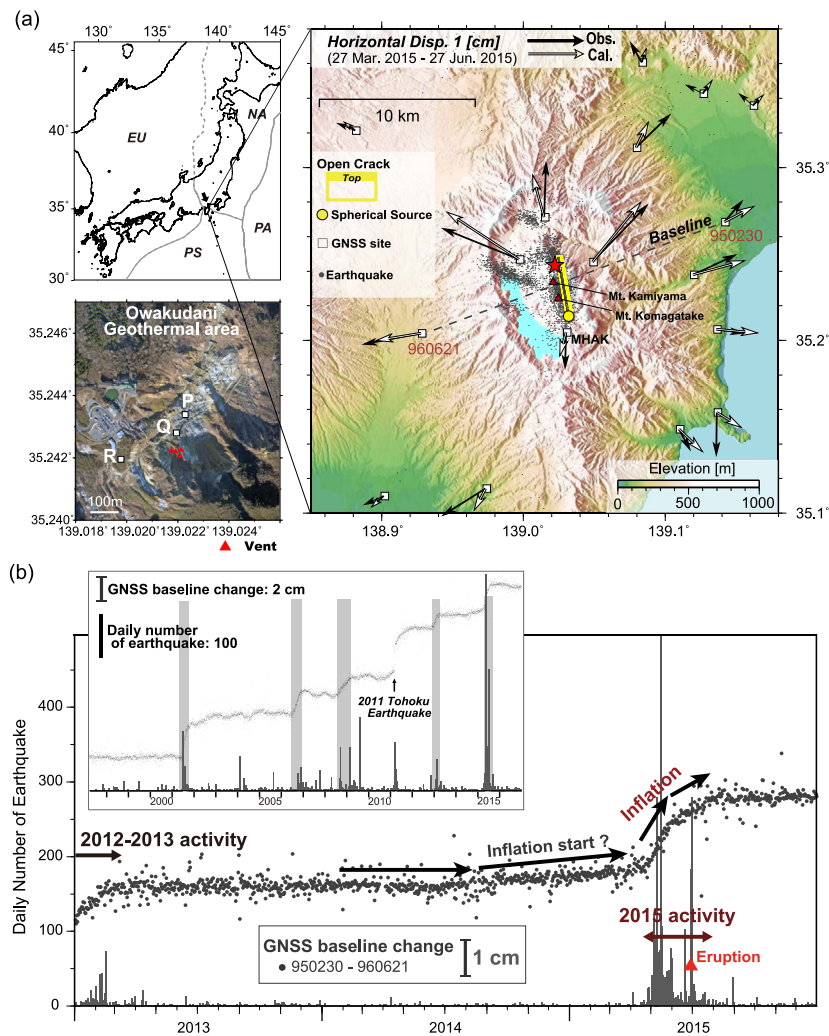 (a)
130˚ 135˚ 140˚ 145˚
45˚
40˚
35˚
30˚
EU
NA
PA
PS
Horizontal Disp. 1 [cm]
(27 Mar. 2015 - 27 Jun. 2015)
Obs.
Cal.
10 km
Open Crack
Top
Spherical Source
GNSS site
Earthquake
Baseline
950230
960621
Mt. Kamiyama
Mt. Komagatake
MHAK
35.3˚
35.2˚
35.1˚
138.9˚ 139.0˚ 139.1˚
Elevation [m]
0 500 1000
Owakudani
Geothermal area
35.246˚
35.244˚
35.242˚
35.240˚
P
Q
R
100m
139.018˚ 139.020˚ 139.022˚ 139.024˚
Vent
(b)
GNSS baseline change: 2 cm
Daily number
of earthquake: 100
2011 Tohoku
Earthquake
2000 2005 2010 2015
Daily Number of Earthquake
400
300
200
100
0
2012-2013 activity
Inflation start ?
Inflation
2015 activity
Eruption
GNSS baseline change
950230 - 960621
1 cm
2013 2014 2015